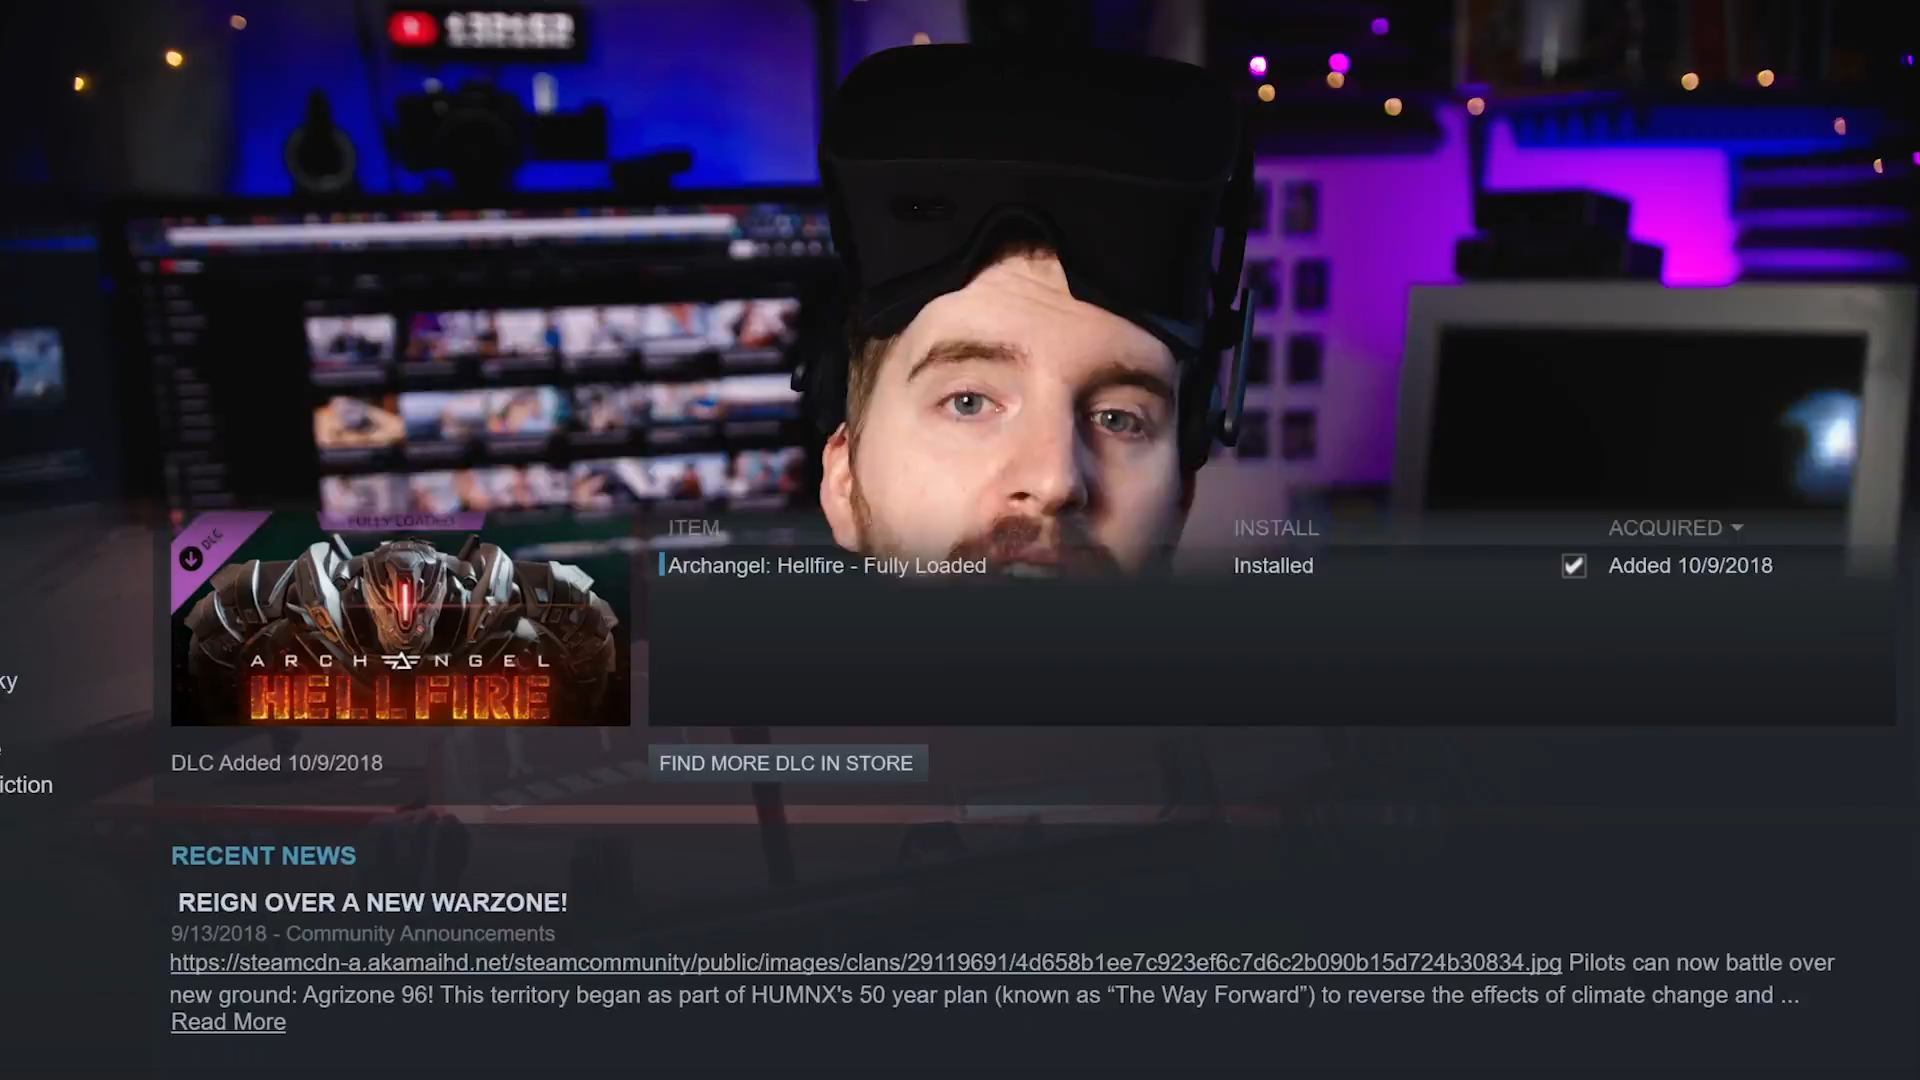 132162
FULLY LOADED
DLC
ARCHANGEL
HELLFIRE
ITEM
INSTALL
ACQUIRED
Archangel: Hellfire - Fully Loaded
Installed
Added 10/9/2018
ky
DLC Added 10/9/2018
FIND MORE DLC IN STORE
iction
RECENT NEWS
REIGN OVER A NEW WARZONE!
9/13/2018 - Community Announcements
https://steamcdn-a.akamaihd.net/steamcommunity/public/images/clans/29119691/4d658b1ee7c923ef6c7d6c2b090b15d724b30834.jpg Pilots can now battle over
new ground: Agrizone 96! This territory began as part of HUMNX's 50 year plan (known as “The Way Forward”) to reverse the effects of climate change and ...
Read More